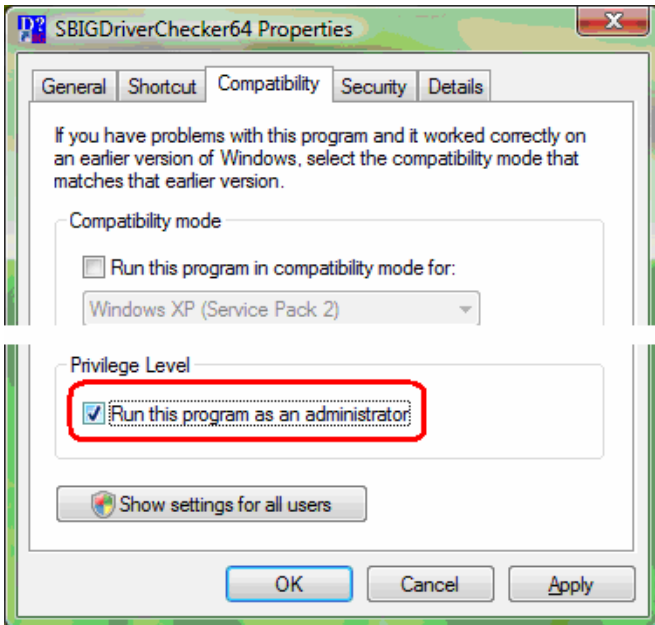 SBIGDriverChecker64 Properties
General Shortcut Compatibility Security Details
If you have problems with this program and it worked correctly on
an earlier version of Windows, select the compatibility mode that
matches that earlier version.
Compatibility mode
Run this program in compatibility mode for:
Windows XP (Service Pack 2)
Privilege Level
Run this program as an administrator
Show settings for all users
OK Cancel Apply